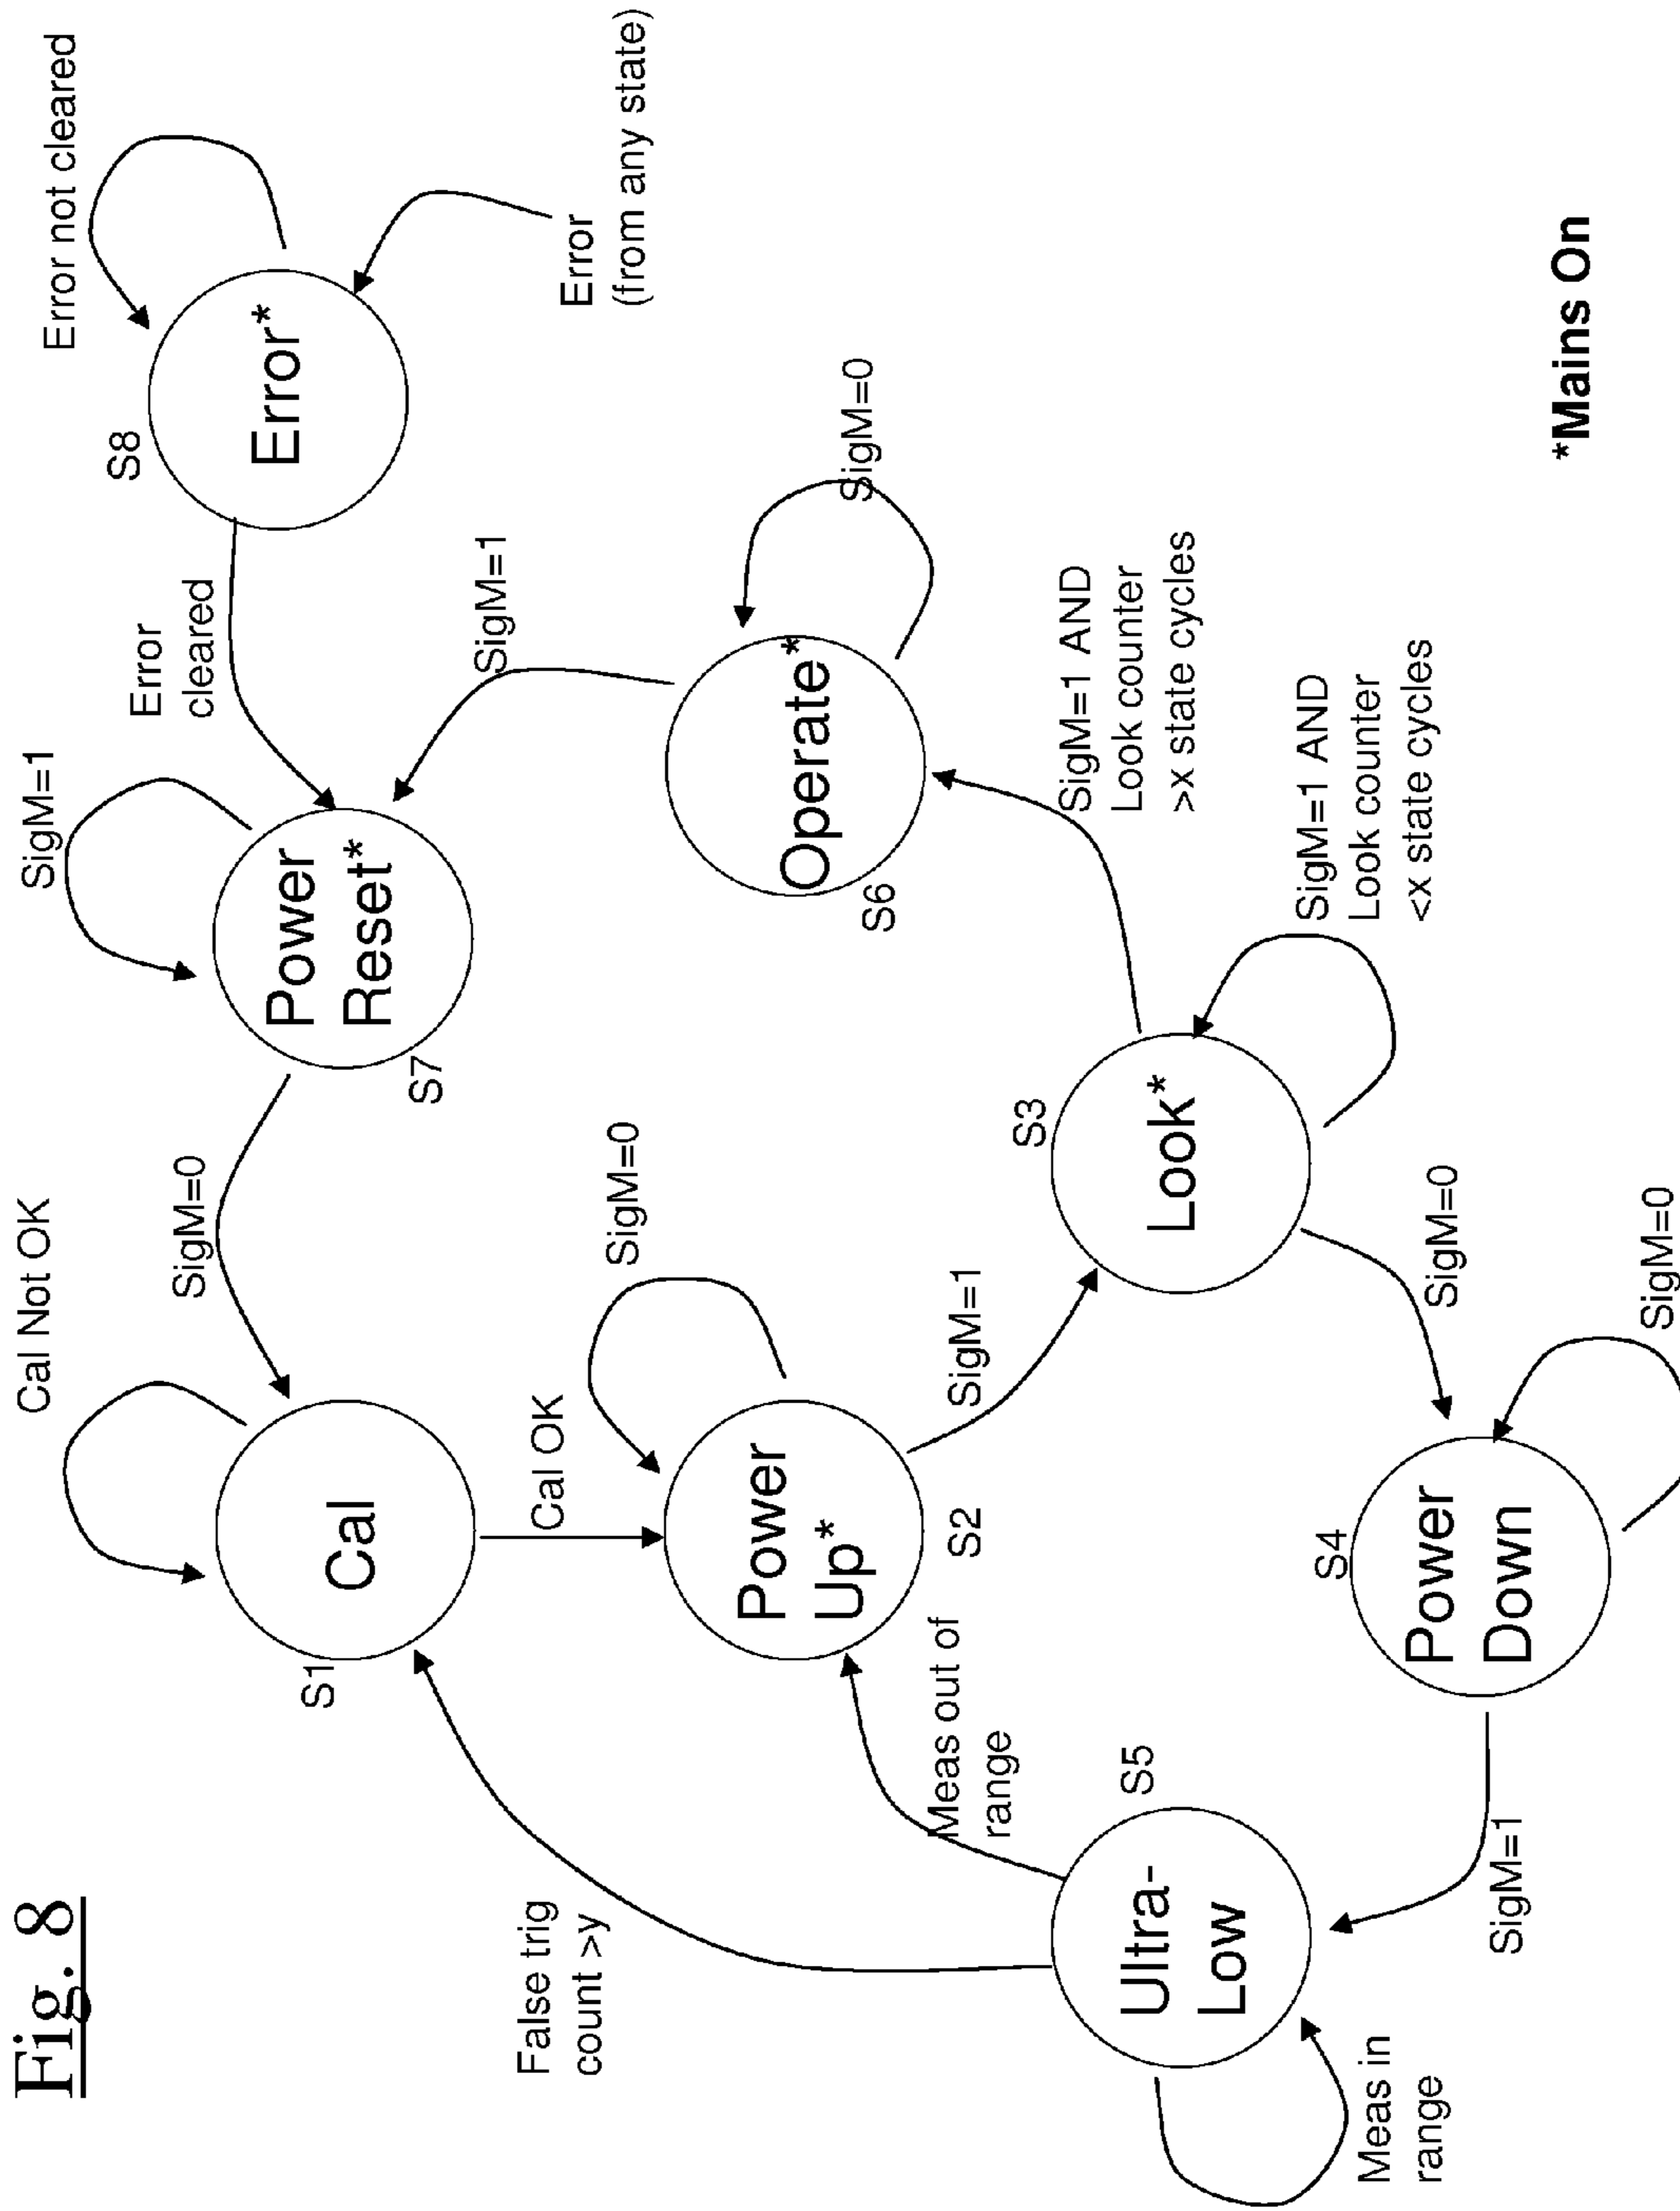 Fig. 8
Cal Not OK
SigM=1
Error not cleared
S1
Cal
SigM=0
S7
Power
Reset*
Error
cleared
S8
Error*
Error
(from any state)
False trig
count >y
Cal OK
SigM=0
SigM=1
Power
Up*
S2
S6
Operate*
SigM=0
Meas out of
range
SigM=1
S3
Look*
SigM=1 AND
Look counter
>x state cycles
S5
Ultra-
Low
SigM=1 AND
Look counter
<x state cycles
S4
Power
Down
SigM=0
Meas in
range
SigM=1
SigM=0
*Mains On